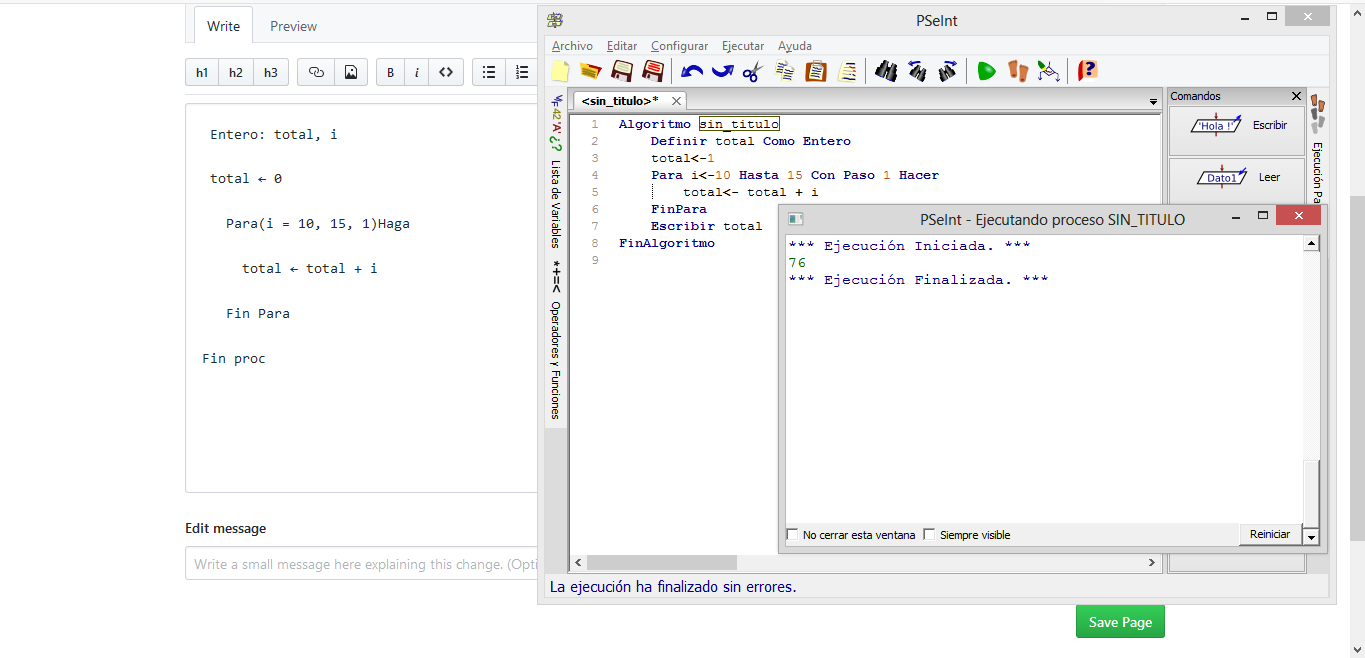 Write
Preview
h1 h2 h3 B i <>
Entero: total, i
total ← 0
Para(i = 10, 15, 1)Haga
total ← total + i
Fin Para
Fin proc
Edit message
Write a small message here explaining this change. (Opti
Save Page
PSeInt
Archivo Editar Configurar Ejecutar Ayuda
<sin_titulo>*
Lista de Variables
*+=< Operadores y Funciones
1 Algoritmo sin_titulo
2 Definir total Como Entero
3 total<-1
4 Para i<-10 Hasta 15 Con Paso 1 Hacer
5 total<- total + i
6 FinPara
7 Escribir total
8 FinAlgoritmo
9
Comandos
'Hola !' Escribir
Dato1 Leer
Ejecución Pa
PSeInt - Ejecutando proceso SIN_TITULO
*** Ejecución Iniciada. ***
76
*** Ejecución Finalizada. ***
No cerrar esta ventana
Siempre visible
Reiniciar
La ejecución ha finalizado sin errores.